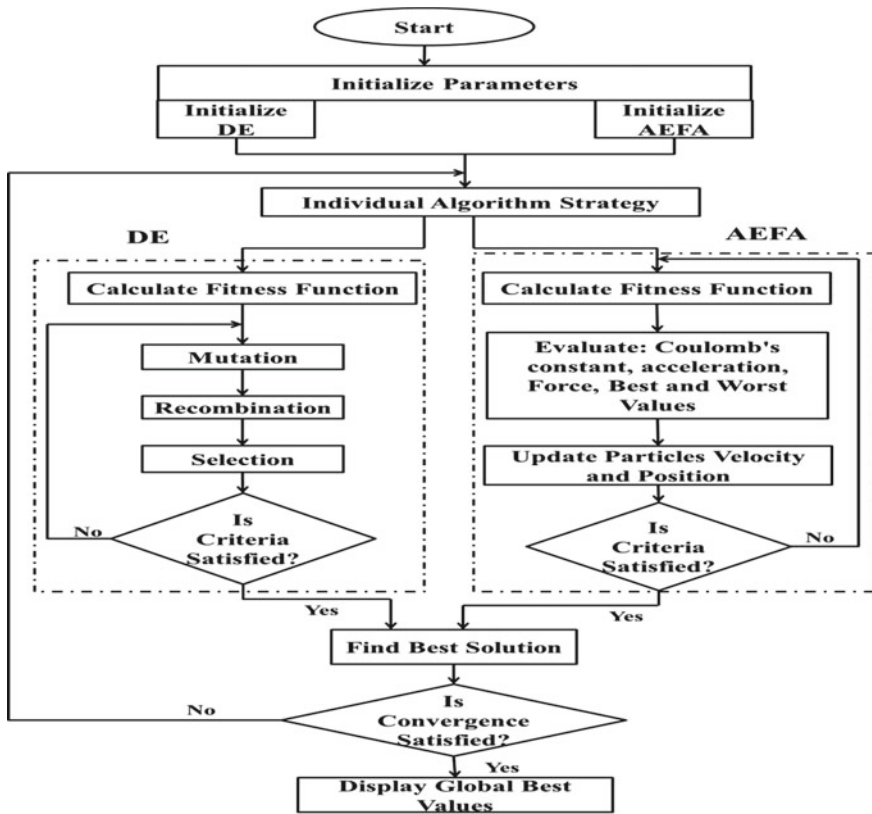 Start
Initialize Parameters
Initialize
DE
Initialize
AEFA
Individual Algorithm Strategy
DE
AEFA
Calculate Fitness Function
Mutation
Recombination
Selection
No
Is
Criteria
Satisfied?
Yes
Calculate Fitness Function
Evaluate: Coulomb's
constant, acceleration,
Force, Best and Worst
Values
Update Particles Velocity
and Position
Is
Criteria
Satisfied?
No
Yes
Find Best Solution
No
Is
Convergence
Satisfied?
Yes
Display Global Best
Values